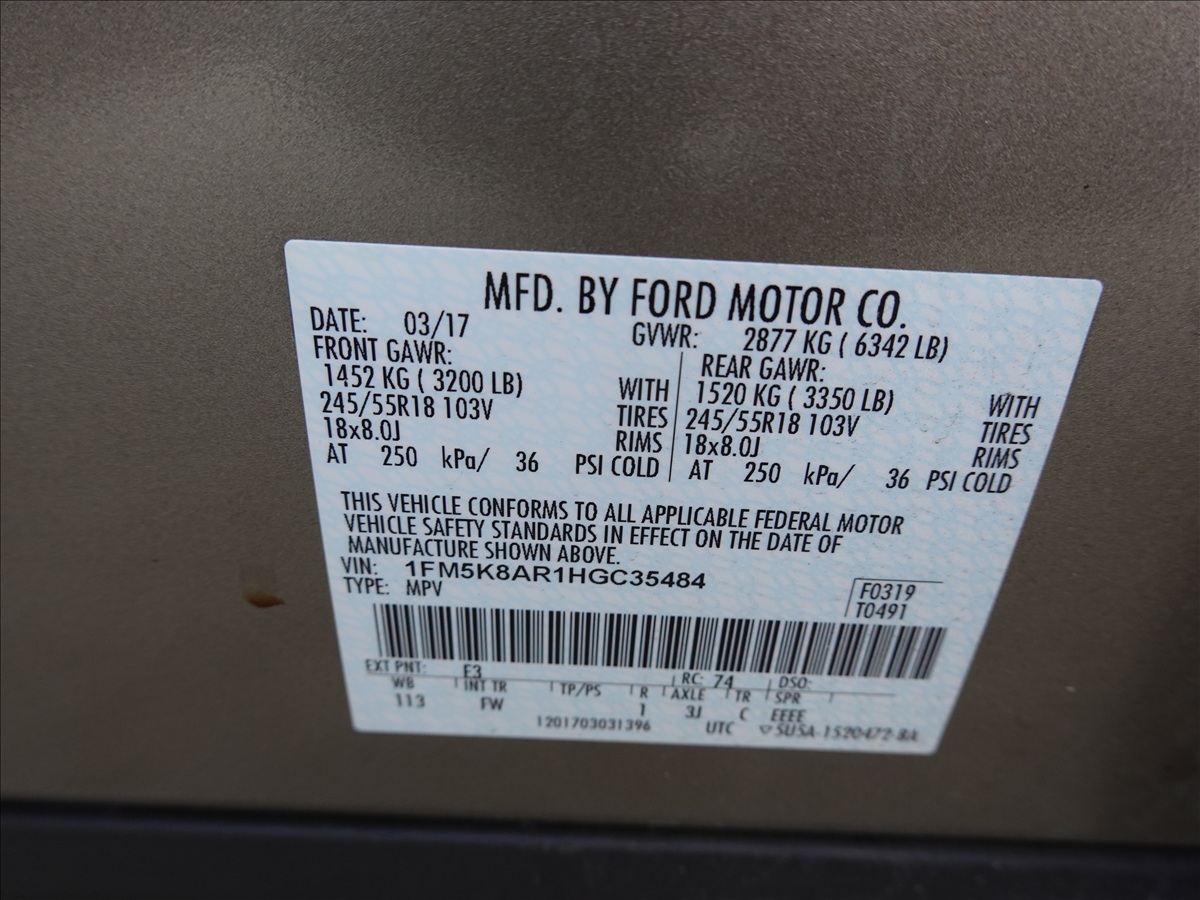 MFD. BY FORD MOTOR CO.
DATE: 03/17 GVWR: 2877 KG ( 6342 LB)
FRONT GAWR: REAR GAWR:
1452 KG ( 3200 LB) WITH 1520 KG ( 3350 LB) WITH
245/55R18 103V TIRES 245/55R18 103V TIRES
18x8.0J RIMS 18x8.0J RIMS
AT 250 kPa/ 36 PSI COLD AT 250 kPa/ 36 PSI COLD
THIS VEHICLE CONFORMS TO ALL APPLICABLE FEDERAL MOTOR
VEHICLE SAFETY STANDARDS IN EFFECT ON THE DATE OF
MANUFACTURE SHOWN ABOVE.
VIN: 1FM5K8AR1HGC35484
TYPE: MPV
F0319
T0491
EXT PNT: E3 RC: 74 DSO:
WB INT TR TP/PS R AXLE TR SPR
113 FW 1 3J C EEEE
1201703031396 UTC 5U5A-1520472-BA